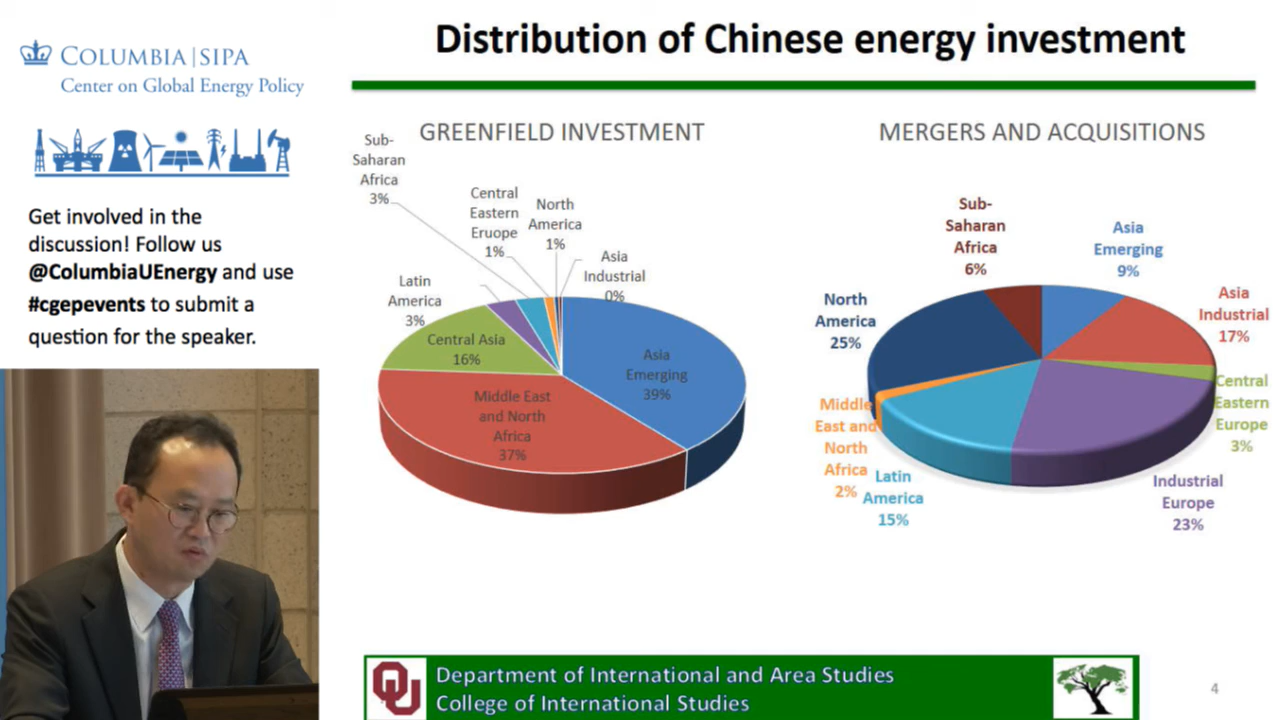 COLUMBIA | SIPA
Center on Global Energy Policy
Get involved in the
discussion! Follow us
@ColumbiaUEnergy and use
#cgepevents to submit a
question for the speaker.
Distribution of Chinese energy investment
GREENFIELD INVESTMENT
Sub-
Saharan
Africa
3%
Central
Eastern
Eruope
1%
North
America
1%
Asia
Industrial
0%
Latin
America
3%
Central Asia
16%
Asia
Emerging
39%
Middle East
and North
Africa
37%
MERGERS AND ACQUISITIONS
Sub-
Saharan
Africa
6%
Asia
Emerging
9%
North
America
25%
Asia
Industrial
17%
Central
Eastern
Europe
3%
Middle
East and
North
Africa
2%
Latin
America
15%
Industrial
Europe
23%
OU
Department of International and Area Studies
College of International Studies
4